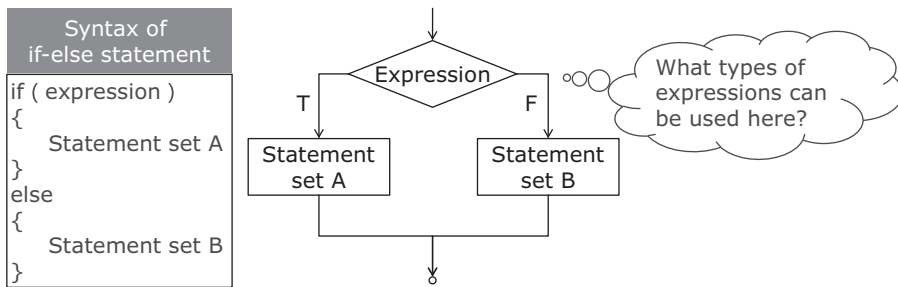 Syntax of
if-else statement
if ( expression )
{
Statement set A
}
else
{
Statement set B
}
Expression
T
F
Statement
set A
Statement
set B
What types of
expressions can
be used here?